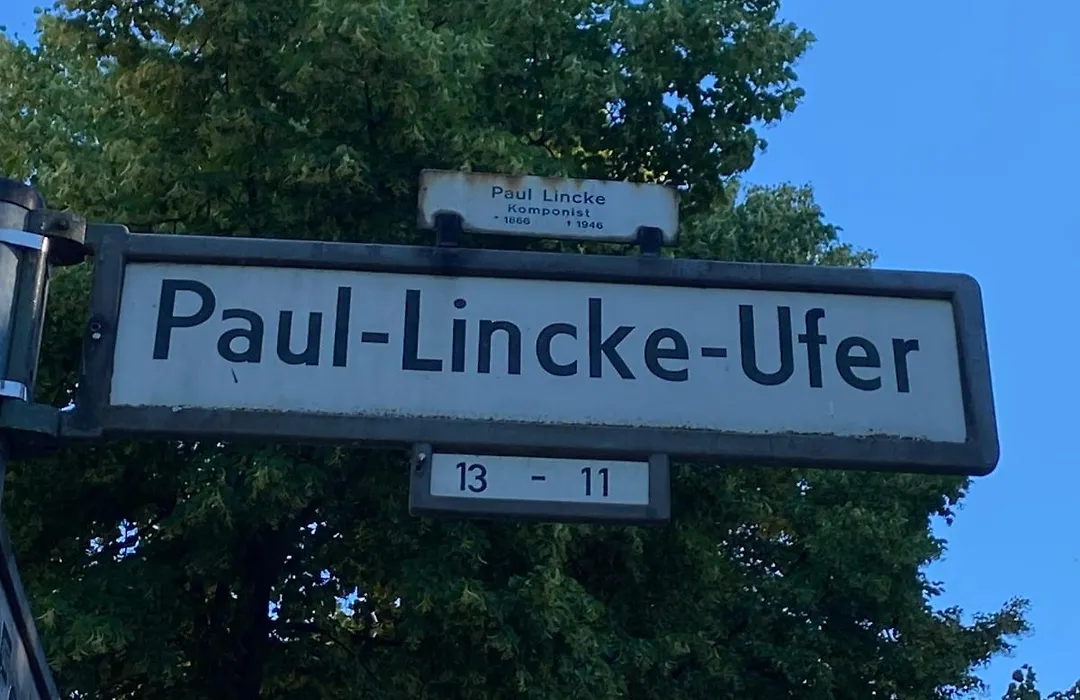 Paul Lincke
Komponist
* 1866 † 1946
Paul-Lincke-Ufer
13 - 11